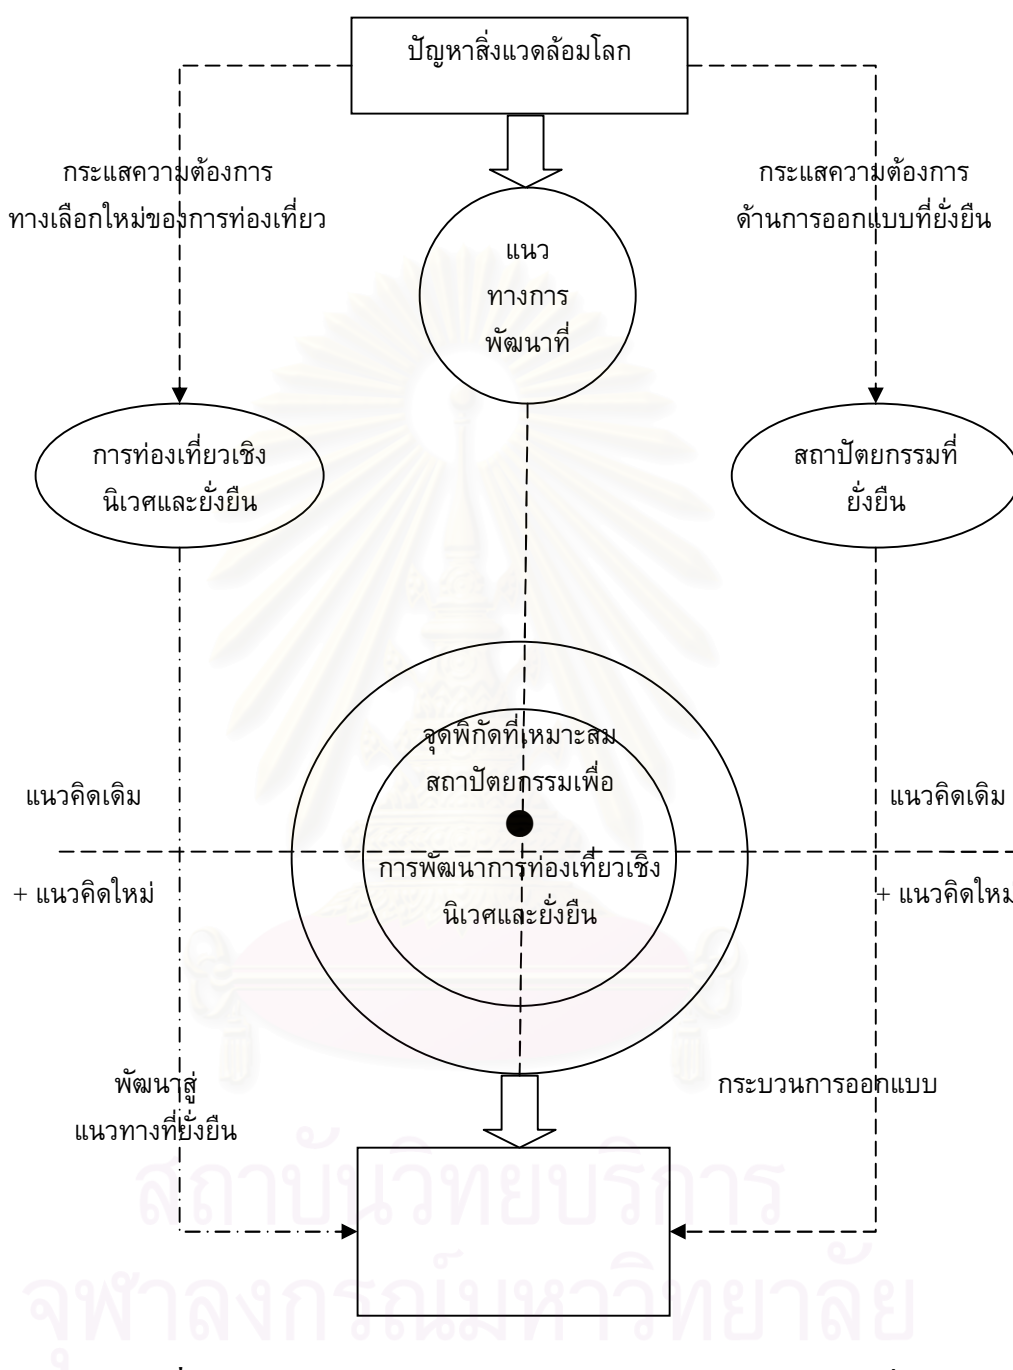 ปัญหาสิ่งแวดล้อมโลก
กระแสความต้องการ
ทางเลือกใหม่ของการท่องเที่ยว
กระแสความต้องการ
ด้านการออกแบบที่ยั่งยืน
แนว
ทางการ
พัฒนาที่
การท่องเที่ยวเชิง
นิเวศและยั่งยืน
สถาปัตยกรรมที่
ยั่งยืน
จุดพิกัดที่เหมาะสม
สถาปัตยกรรมเพื่อ
แนวคิดเดิม
แนวคิดเดิม
การพัฒนาการท่องเที่ยวเชิง
นิเวศและยั่งยืน
+ แนวคิดใหม่
+ แนวคิดใหม่
พัฒนาสู่
แนวทางที่ยั่งยืน
กระบวนการออกแบบ
สถาบันวิทยบริการ
จุฬาลงกรณ์มหาวิทยาลัย